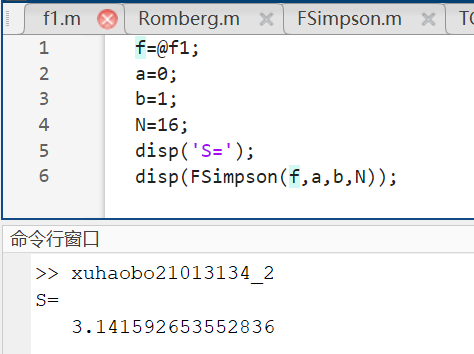 f1.m Romberg.m FSimpson.m
1 f=@f1;
2 a=0;
3 b=1;
4 N=16;
5 disp('S=');
6 disp(FSimpson(f,a,b,N));
命令行窗口
>> xuhaobo21013134_2
S=
3.141592653552836